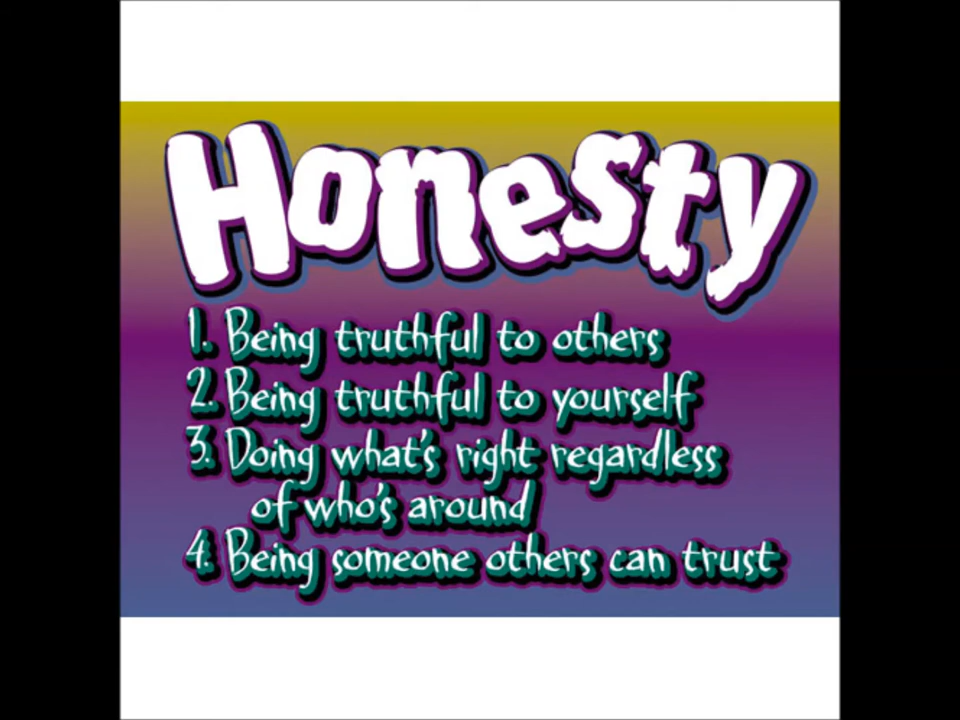 Honesty
1. Being truthful to others
2. Being truthful to yourself
3. Doing what's right regardless
of who's around
4. Being someone others can trust